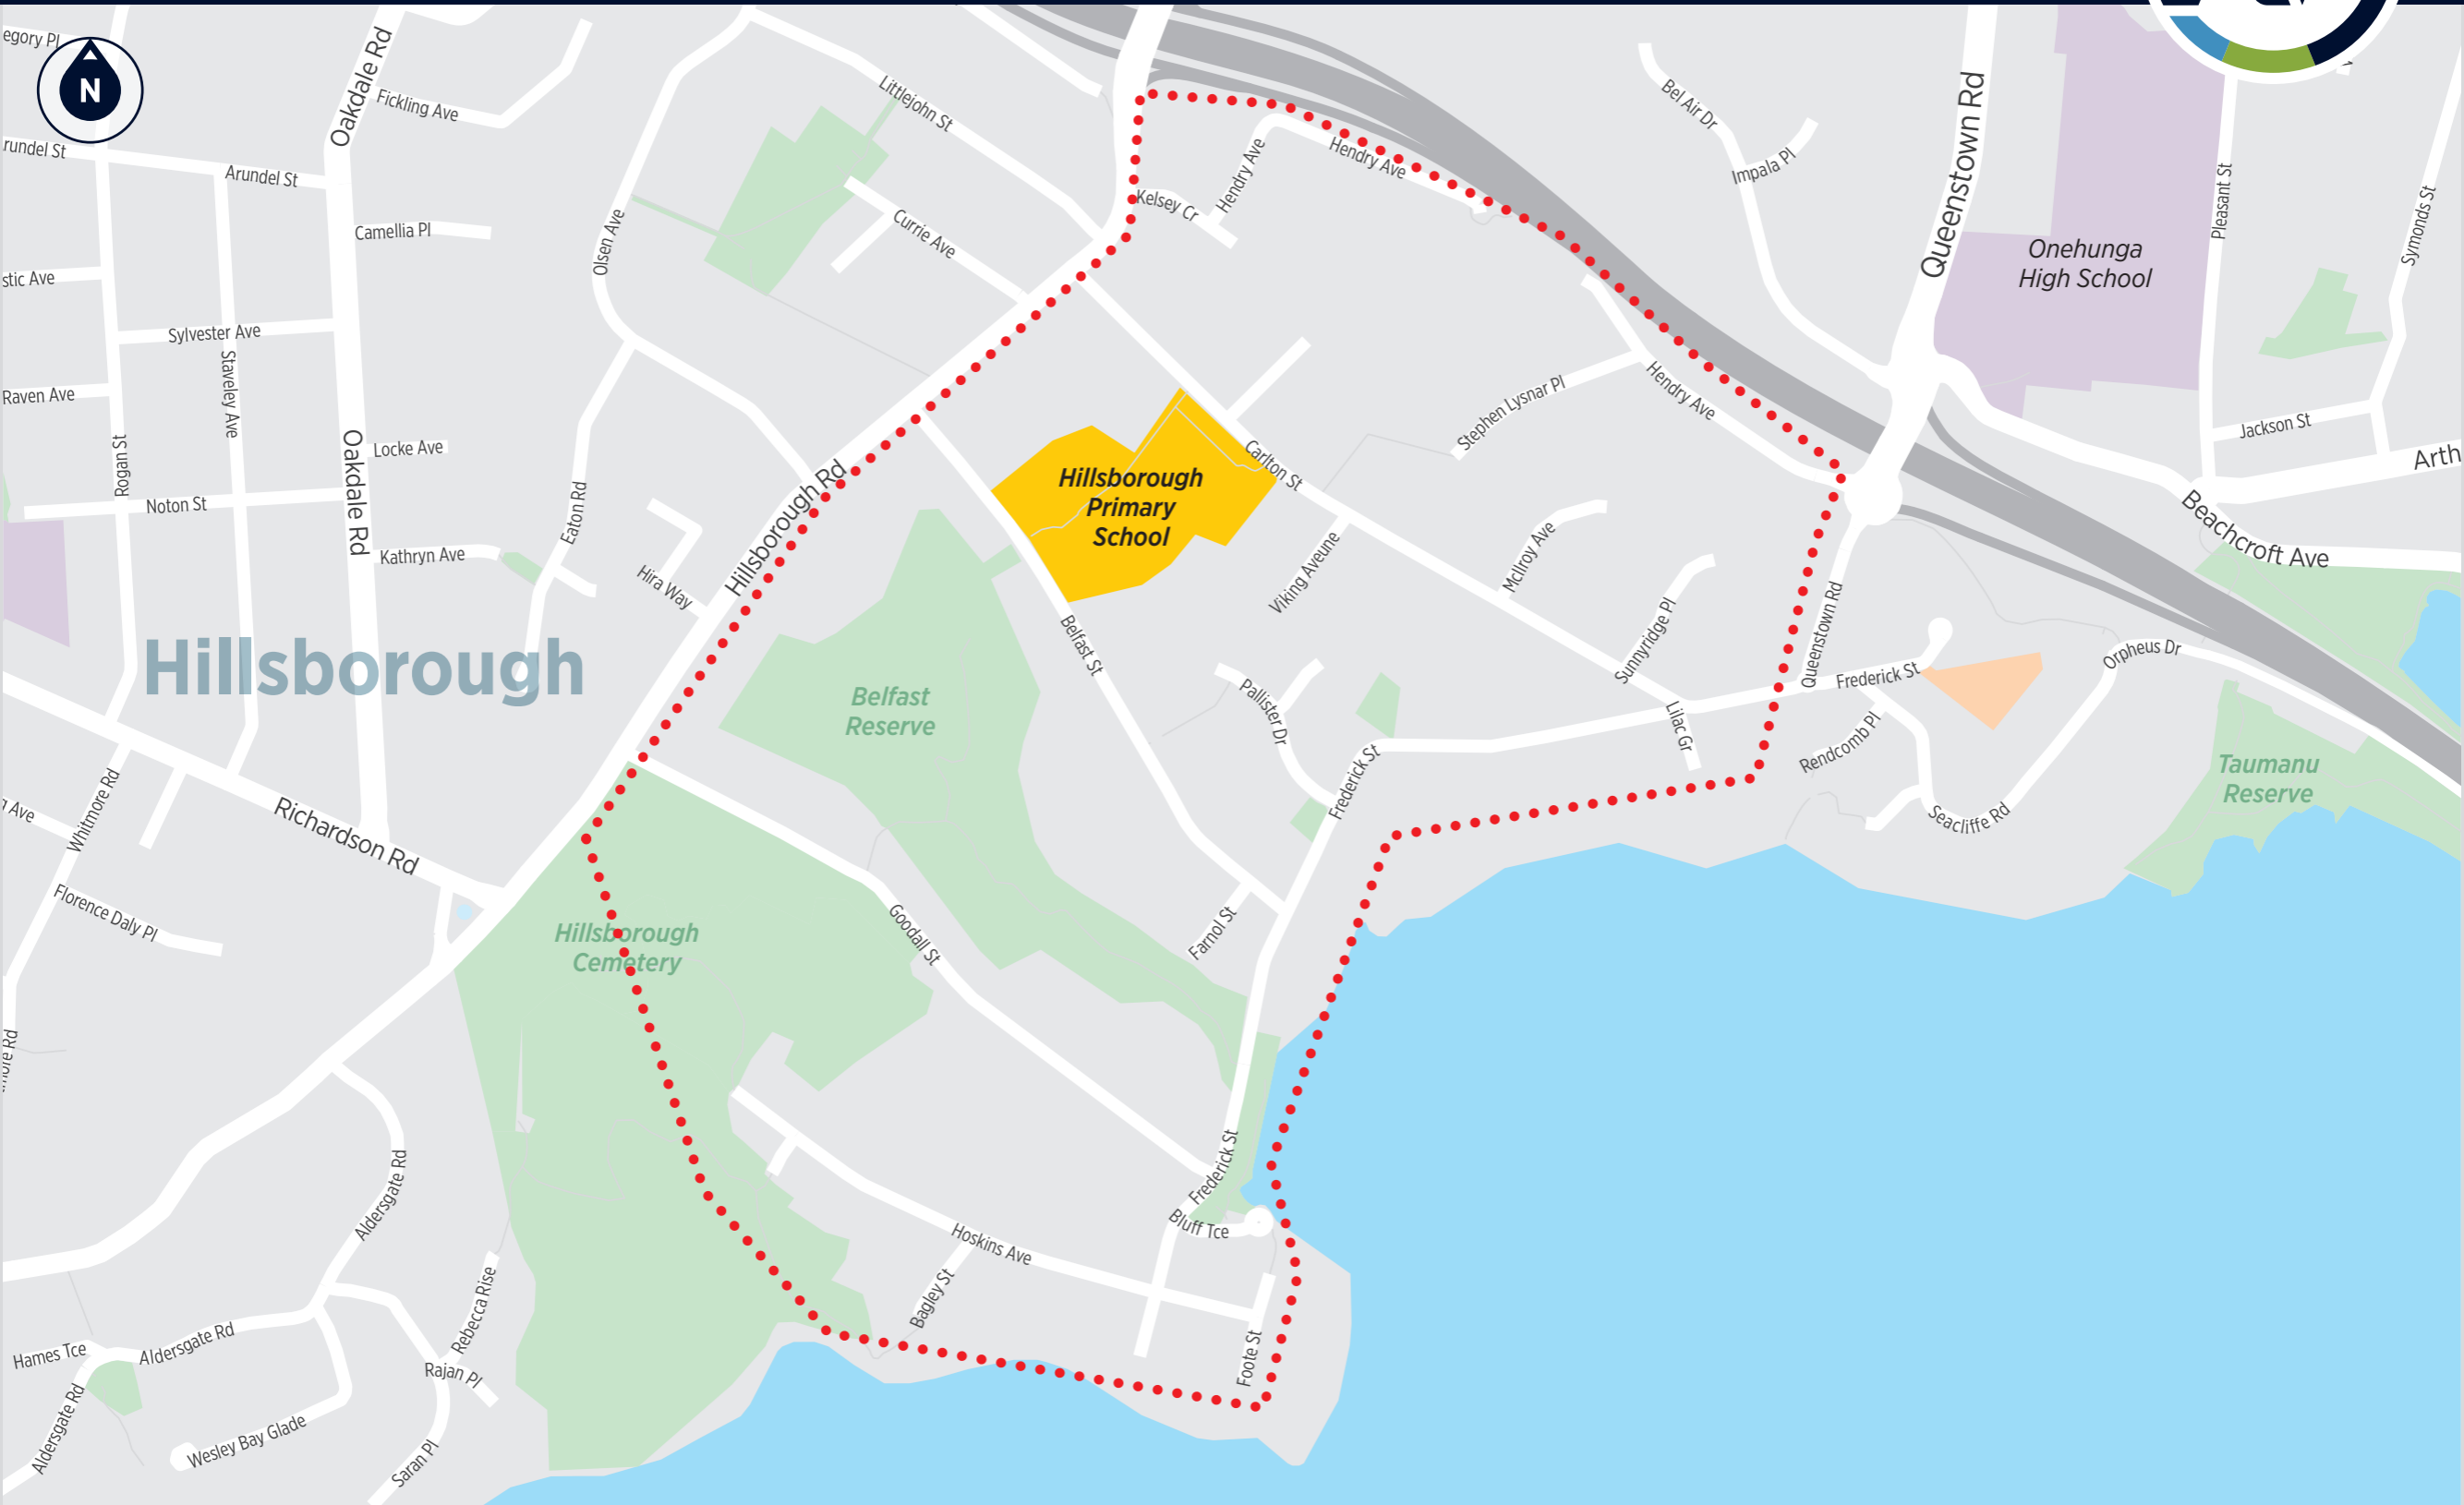 egory Pl
N
Oakdale Rd
Fickling Ave
rundel St
Arundel St
Camellia Pl
stic Ave
Sylvester Ave
Staveley Ave
Raven Ave
Rogan St
Noton St
Oakdale Rd
Locke Ave
Kathryn Ave
Olsen Ave
Eaton Rd
Hira Way
Littlejohn St
Currie Ave
Kelsey Cr
Hendry Ave
Hendry Ave
Bel Air Dr
Impala Pl
Queenstown Rd
Onehunga
High School
Pleasant St
Symonds St
Jackson St
Arth
Beachcroft Ave
Hillsborough Rd
Hillsborough
Primary
School
Carlton St
Stephen Lysnar Pl
Hendry Ave
Viking Aveune
McIlroy Ave
Sunnyridge Pl
Queenstown Rd
Frederick St
Orpheus Dr
Hillsborough
Belfast
Reserve
Belfast St
Pallister Dr
Frederick St
Lilac Gr
Rendcomb Pl
Seacliffe Rd
Taumanu
Reserve
Whitmore Rd
Richardson Rd
Florence Daly Pl
Hillsborough
Cemetery
Goodall St
Farnol St
Frederick St
Bluff Tce
Hoskins Ave
Bagley St
Foote St
Aldersgate Rd
Rebecca Rise
Hames Tce
Aldersgate Rd
Rajan Pl
Aldersgate Rd
Wesley Bay Glade
Saran Pl